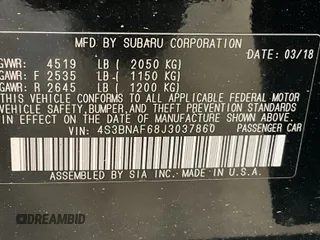 MFD BY SUBARU CORPORATION
DATE: 03/18
GVWR: 4519 LB ( 2050 KG)
GAWR: F 2535 LB ( 1150 KG)
GAWR: R 2645 LB ( 1200 KG)
THIS VEHICLE CONFORMS TO ALL APPLICABLE FEDERAL MOTOR
VEHICLE SAFETY, BUMPER, AND THEFT PREVENTION STANDARDS
IN EFFECT ON THE DATE OF MANUFACTURE SHOWN ABOVE.
VIN: 4S3BNAF68J3037860 PASSENGER CAR
ASSEMBLED BY SIA INC. MADE IN U.S.A.
DREAMBID